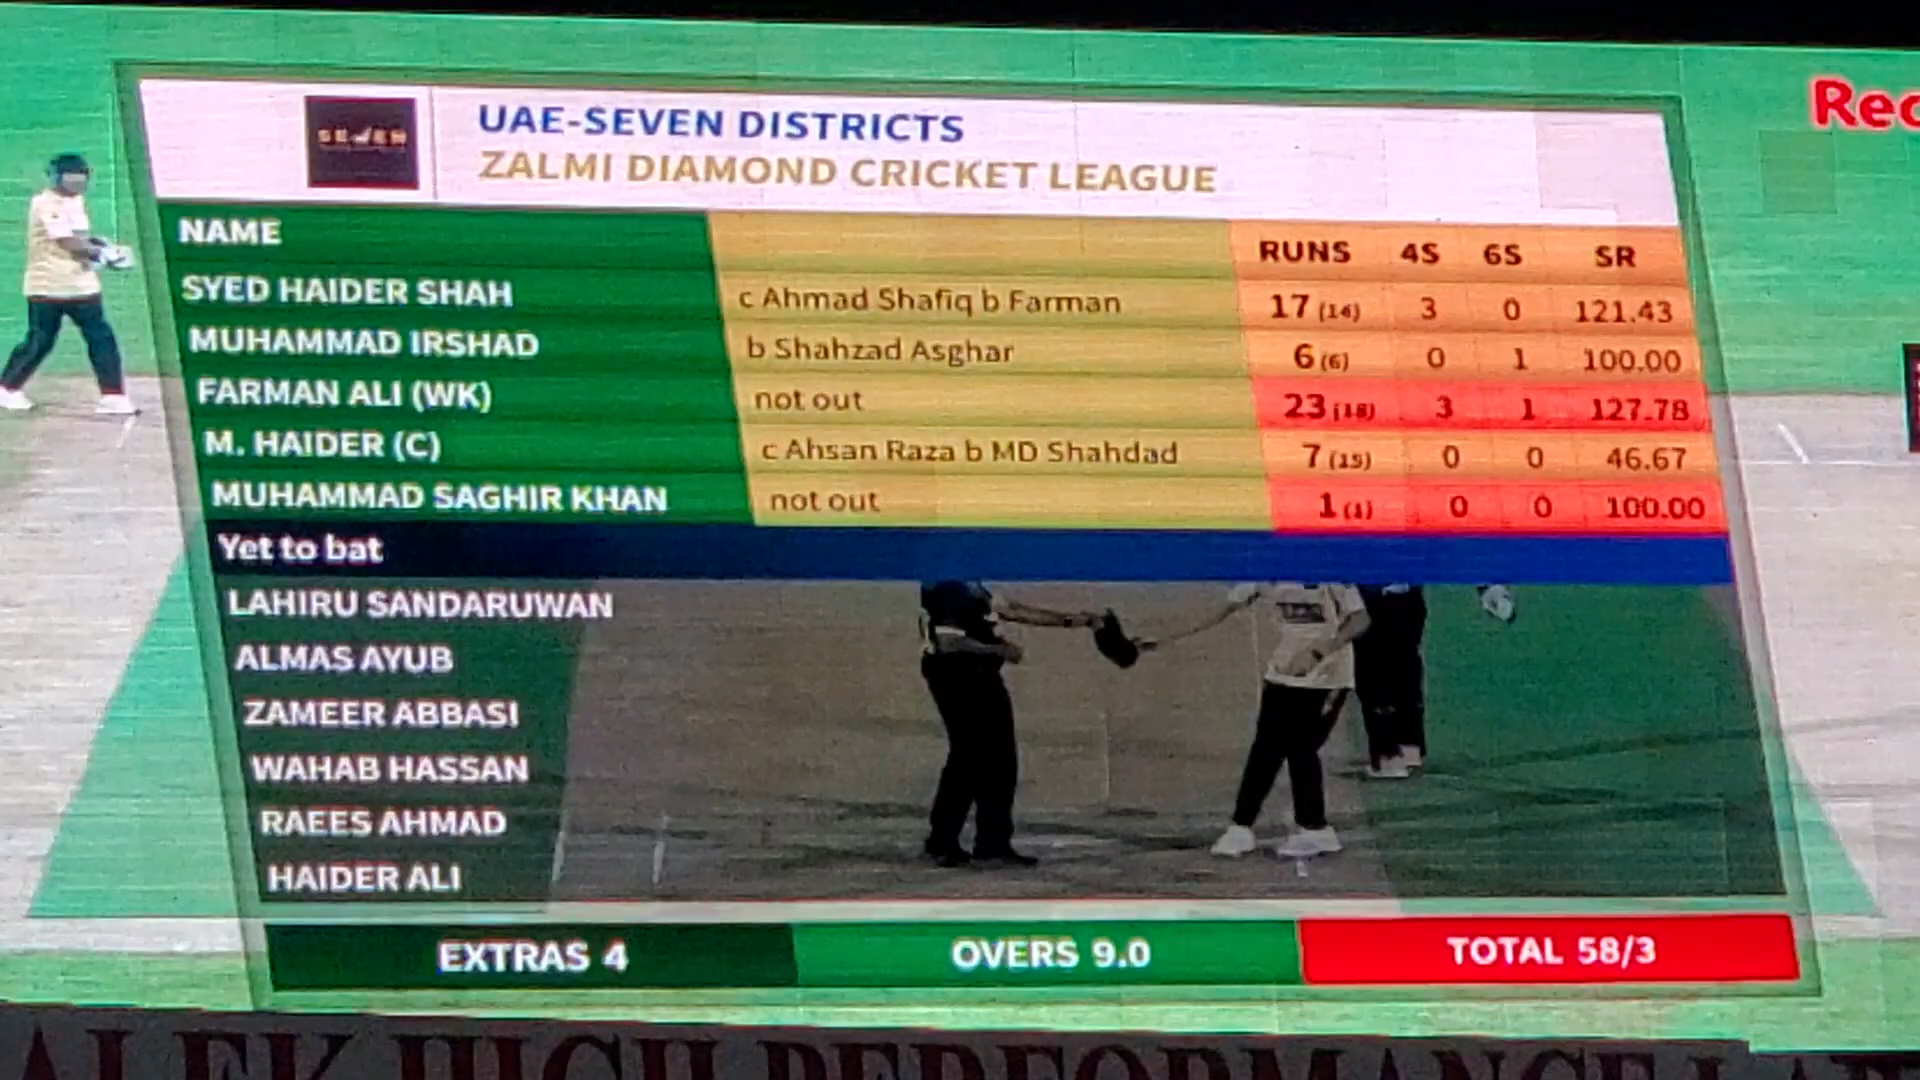 Rec
SEVEN
UAE-SEVEN DISTRICTS
ZALMI DIAMOND CRICKET LEAGUE
NAME RUNS 4S 6S SR
SYED HAIDER SHAH c Ahmad Shafiq b Farman 17 (14) 3 0 121.43
MUHAMMAD IRSHAD b Shahzad Asghar 6 (6) 0 1 100.00
FARMAN ALI (WK) not out 23 (18) 3 1 127.78
M. HAIDER (C) c Ahsan Raza b MD Shahdad 7 (15) 0 0 46.67
MUHAMMAD SAGHIR KHAN not out 1 (1) 0 0 100.00
Yet to bat
LAHIRU SANDARUWAN
ALMAS AYUB
ZAMEER ABBASI
WAHAB HASSAN
RAEES AHMAD
HAIDER ALI
EXTRAS 4 OVERS 9.0 TOTAL 58/3
HIGH PERFORMANCE